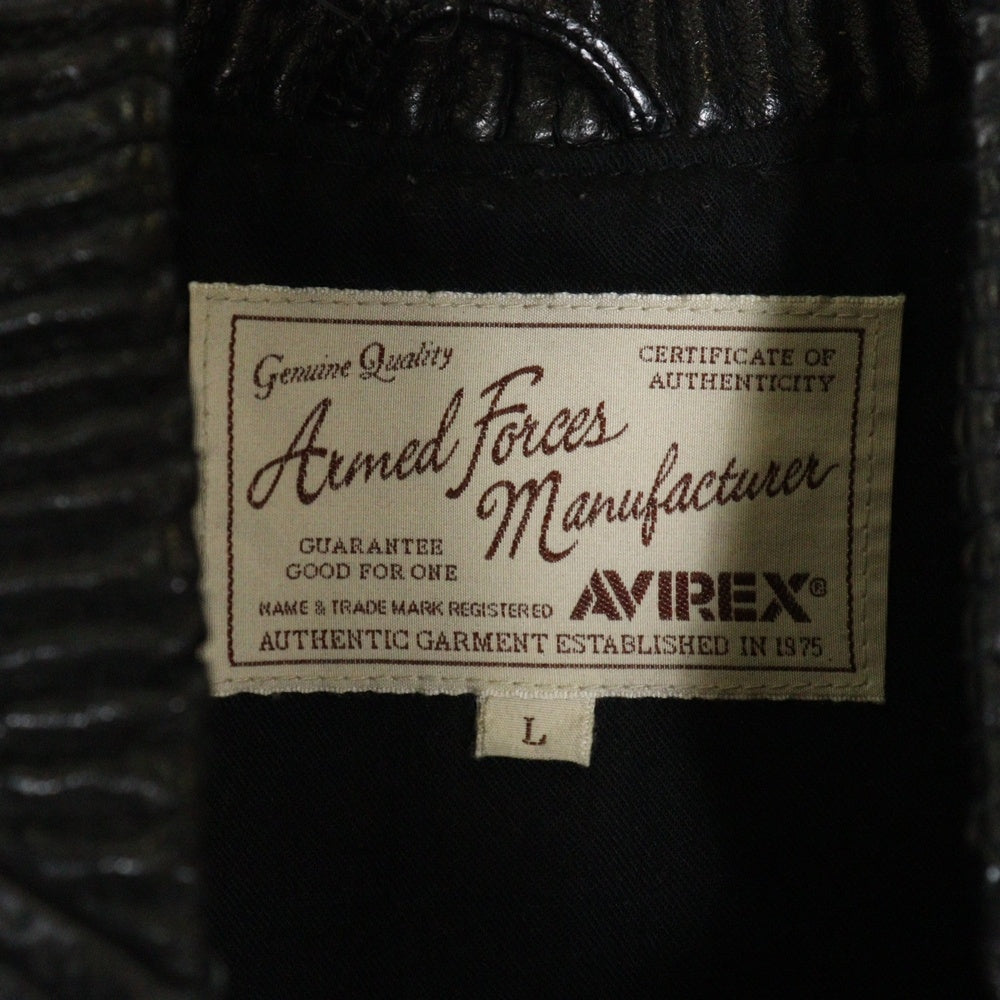 Genuine Quality
CERTIFICATE OF
AUTHENTICITY
Armed Forces
Manufacturer
GUARANTEE
GOOD FOR ONE
NAME & TRADE MARK REGISTERED
AVIREX®
AUTHENTIC GARMENT ESTABLISHED IN 1975
L